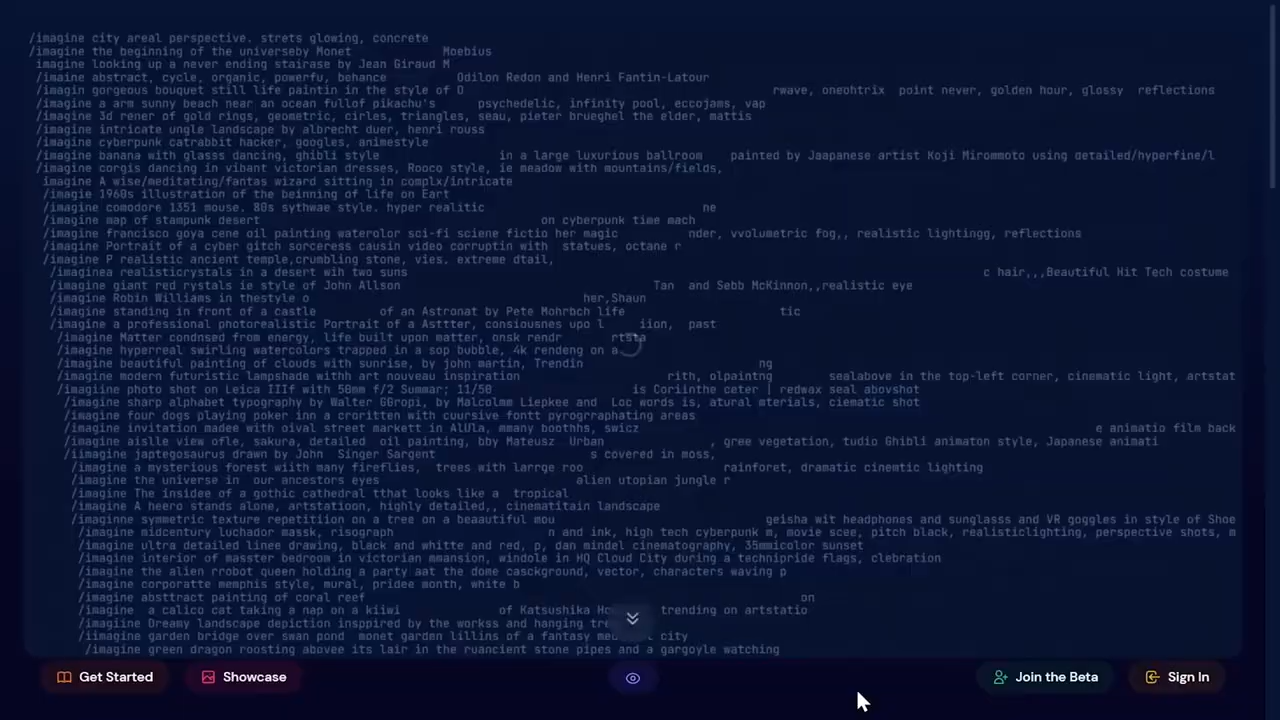 /imagine city areal perspective. strets glowing, concrete
/imagine the beginning of the universeby Monet Moebius
imagine looking up a never ending stairase by Jean Giraud M
/imagine abstract, cycle, organic, powerfu, behance Odilon Redon and Henri Fantin-Latour
/imagin gorgeous bouquet still life paintin in the style of O rwave, oneohtrix point never, golden hour, glossy reflections
/imagine a arm sunny beach near an ocean fullof pikachu's psychedelic, infinity pool, eccojams, vap
/imagine 3d rener of gold rings, geometric, cirles, triangles, seau, pieter brueghel the elder, mattis
/imagine intricate ungle landscape by albrecht duer, henri rouss
/imagine cyberpunk catrabbit hacker, googles, animestyle
/imagine banana with glasss dancing, ghibli style in a large luxurious ballroom painted by Jaapanese artist Koji Mirommoto using detailed/hyperfine/l
/imagine corgis dancing in vibant victorian dresses, Rooco style, ie meadow with mountains/fields,
imagine A wise/meditating/fantas wizard sitting in complx/intricate
/imagie 1960s illustration of the beinning of life on Eart
/imagine comodore 1351 mouse. 80s sythwae style. hyper realitic ne
/imagine map of stampunk desert on cyberpunk time mach
/imagine francisco goya cene oil painting waterolor sci-fi sciene fictio her magic nder, vvolumetric fog,, realistic lightingg, reflections
/imagine Portrait of a cyber gitch sorceress causin video corruptin with statues, octane r
/imagine P realistic ancient temple,crumbling stone, vies. extreme dtail,
/imaginea realisticrystals in a desert wih two suns c hair,,,Beautiful Hit Tech costume
/imagine giant red rystals ie style of John Allson Tan and Sebb McKinnon,,realistic eye
/imagine Robin Williams in thestyle o her,Shaun
/imagine standing in front of a castle of an Astronat by Pete Mohrbch life tic
/imagine a professional photorealistic Portrait of a Astter, consiousnes upo l iion, past
/imagine Matter condnsed from energy, life built upon matter, onsk rendr rtsta
/imagine hyperreal swirling watercolors trapped in a sop bubble, 4k rendeng on a
/imagine beautiful painting of clouds with sunrise, by john martin, Trendin ng
/imagine modern futuristic lampshade withh art nouveau inspiration rith, olpaintng sealabove in the top-left corner, cinematic light, artstat
/imagiine photo shot on Leica IIIf with 50mm f/2 Summar; 11/50 is Coriinthe ceter | redwax seal abovshot
/imagine sharp alphabet typography by Walter GGropi, by Malcolmm Liepkee and Loc words is, atural mterials, ciematic shot
/imagine four dogs playing poker inn a croritten with cuursive fontt pyrogrraphating areas
/imagine invitation madee with oival street markett in AlUla, mmany boothhs, swicz e animatio film back
/imagine aislle view ofle, sakura, detailed oil painting, bby Mateusz Urban , gree vegetation, tudio Ghibli animaton style, Japanese animati
/iimagine japtegosaurus drawn by John Singer Sargent s covered in moss,
/imagine a mysterious forest wiith many fireflies, trees with larrge roo rainforet, dramatic cinemtic lighting
/imagine the universe in our ancestors eyes alien utopian jungle r
/imagine The insidee of a gothic cathedral tthat looks like a tropical
/imagine A heero stands alone, artstatioon, highly detailed,, cinematitain landscape
/imaginne symmetric texture repetitiion on a tree on a beaautiful mou geisha wit headphones and sunglasss and VR goggles in style of Shoe
/imagine midcentury luchador massk, risograph n and ink, high tech cyberpunk m, movie scee, pitch black, realisticlighting, perspective shots, m
/imagine ultra detailed linee drawing, black and whitte and red, p, dan mindel cinematography, 35mmicolor sunset
/imagine interior of masster bedroom in victorian mmansion, windole in HQ Cloud City during a technipride flags, clebration
/imagine the alien rrobot queen holding a party aat the dome casckground, vector, characters waving p
/imagine corporatte memphis style, mural, pridee month, white b
/imagine absttract painting of coral reef on
/imagine a calico cat taking a nap on a kiiwi of Katsushika Ho trending on artstatio
/imagiine Dreamy landscape depiction insppired by the workss and hanging tre
/iimagine garden bridge over swan pond monet garden lillins of a fantasy med city
/imagine green dragon roosting abovee its lair in the ruancient stone pipes and a gargoyle watching
Get Started
Showcase
Join the Beta
Sign In